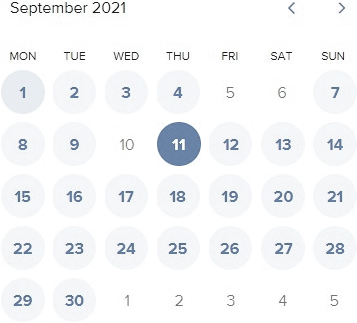 September 2021
MON TUE WED THU FRI SAT SUN
1 2 3 4 5 6 7
8 9 10 11 12 13 14
15 16 17 18 19 20 21
22 23 24 25 26 27 28
29 30 1 2 3 4 5